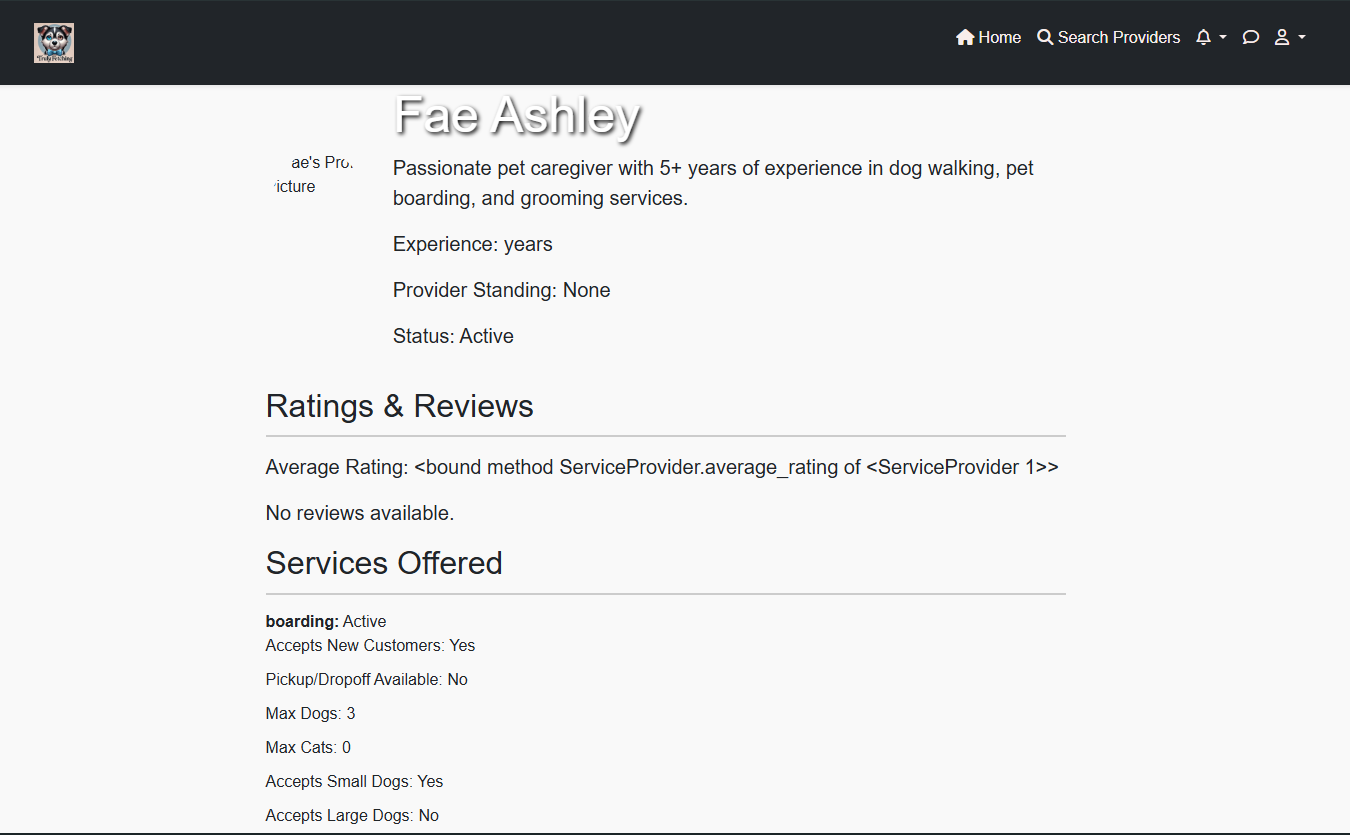 Truly Fetching
Home Search Providers
Fae Ashley
ae's Pro
icture
Passionate pet caregiver with 5+ years of experience in dog walking, pet
boarding, and grooming services.
Experience: years
Provider Standing: None
Status: Active
Ratings & Reviews
Average Rating: <bound method ServiceProvider.average_rating of <ServiceProvider 1>>
No reviews available.
Services Offered
boarding: Active
Accepts New Customers: Yes
Pickup/Dropoff Available: No
Max Dogs: 3
Max Cats: 0
Accepts Small Dogs: Yes
Accepts Large Dogs: No